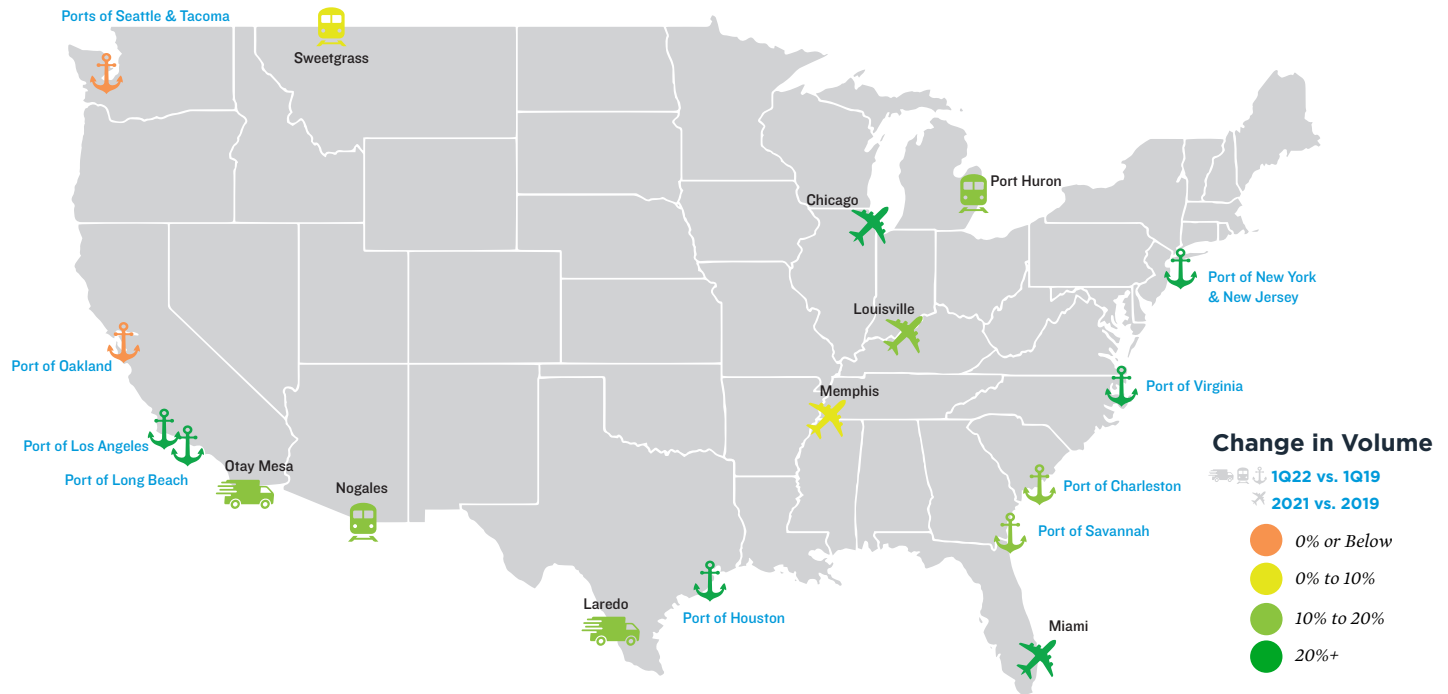 Ports of Seattle & Tacoma
Sweetgrass
Port Huron
Chicago
Port of New York
& New Jersey
Louisville
Port of Oakland
Port of Virginia
Memphis
Port of Los Angeles
Port of Long Beach
Otay Mesa
Nogales
Port of Charleston
Port of Savannah
Laredo
Port of Houston
Miami
Change in Volume
1Q22 vs. 1Q19
2021 vs. 2019
0% or Below
0% to 10%
10% to 20%
20%+